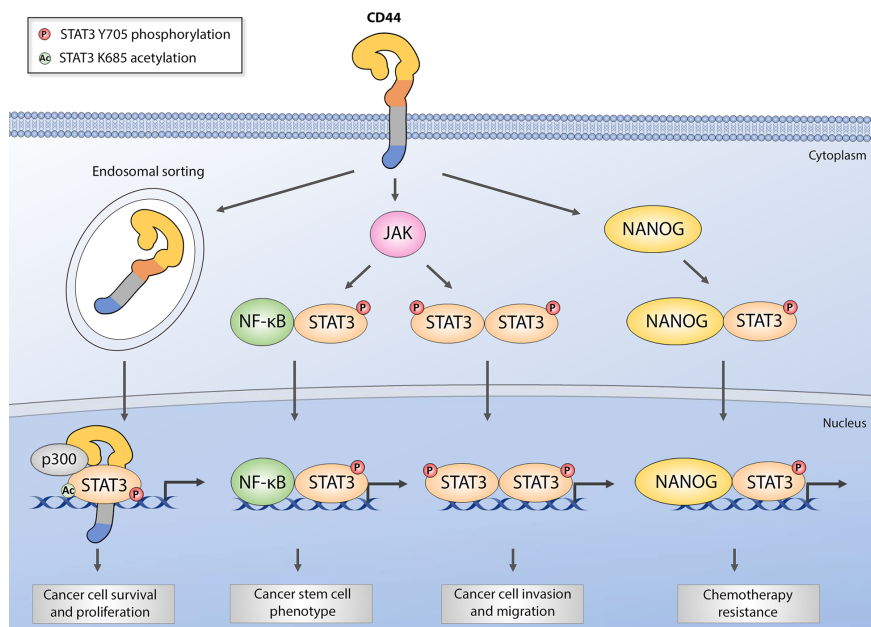 CD44
P STAT3 Y705 phosphorylation
Ac STAT3 K685 acetylation
Cytoplasm
Endosomal sorting
JAK
NANOG
NF-κB STAT3 P
P STAT3 STAT3 P
NANOG STAT3 P
Nucleus
p300
STAT3
Ac P
NF-κB STAT3 P
P STAT3 STAT3 P
NANOG STAT3 P
Cancer cell survival
and proliferation
Cancer stem cell
phenotype
Cancer cell invasion
and migration
Chemotherapy
resistance